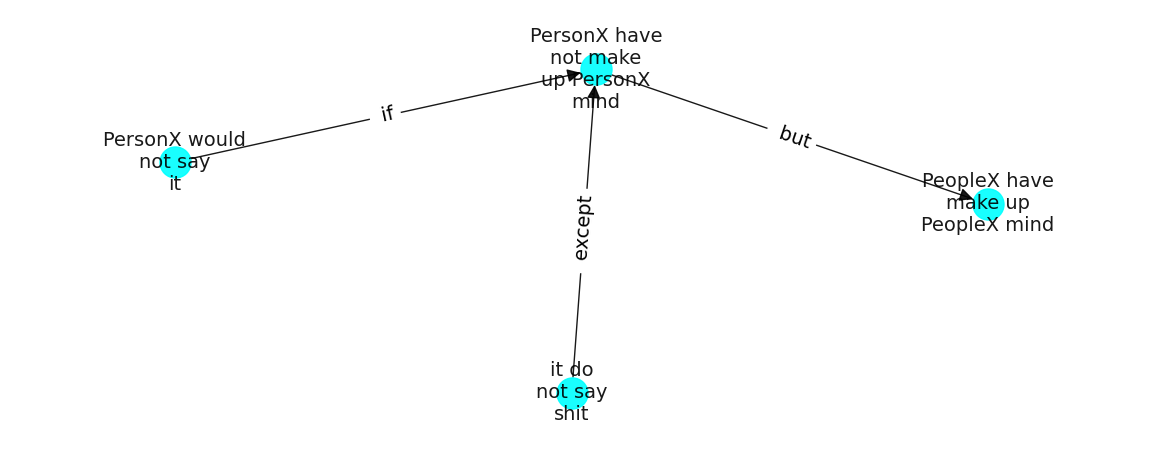 PersonX have
not make
up PersonX
mind
if
but
PersonX would
not say
it
PeopleX have
make up
PeopleX mind
except
it do
not say
shit